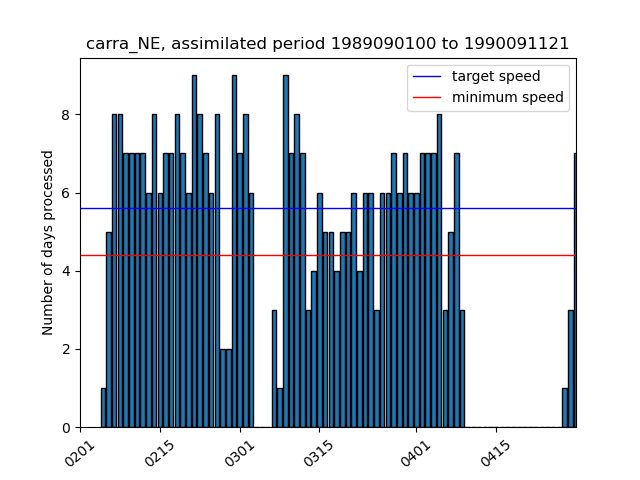 carra_NE, assimilated period 1989090100 to 1990091121
target speed
minimum speed
Number of days processed
8
6
4
2
0
0201
0215
0301
0315
0401
0415